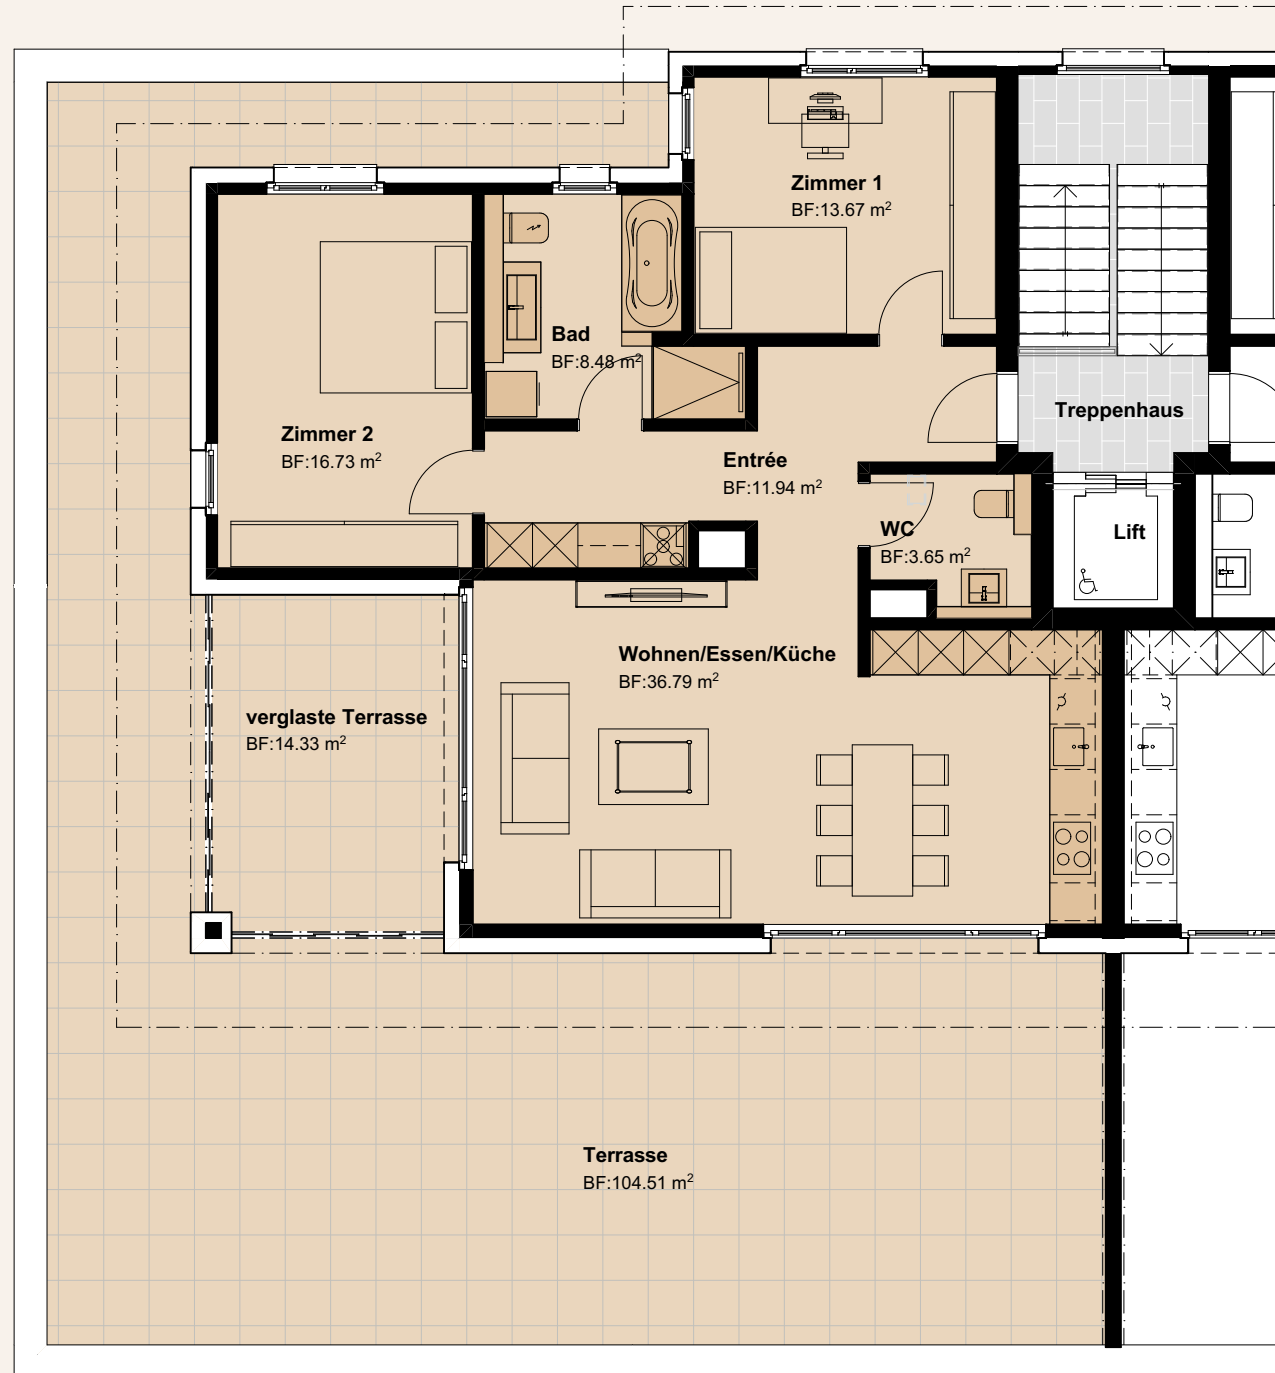 Zimmer 1
BF:13.67 m²
Bad
BF:8.48 m²
Treppenhaus
Zimmer 2
BF:16.73 m²
Entrée
BF:11.94 m²
WC
BF:3.65 m²
Lift
Wohnen/Essen/Küche
BF:36.79 m²
verglaste Terrasse
BF:14.33 m²
Terrasse
BF:104.51 m²